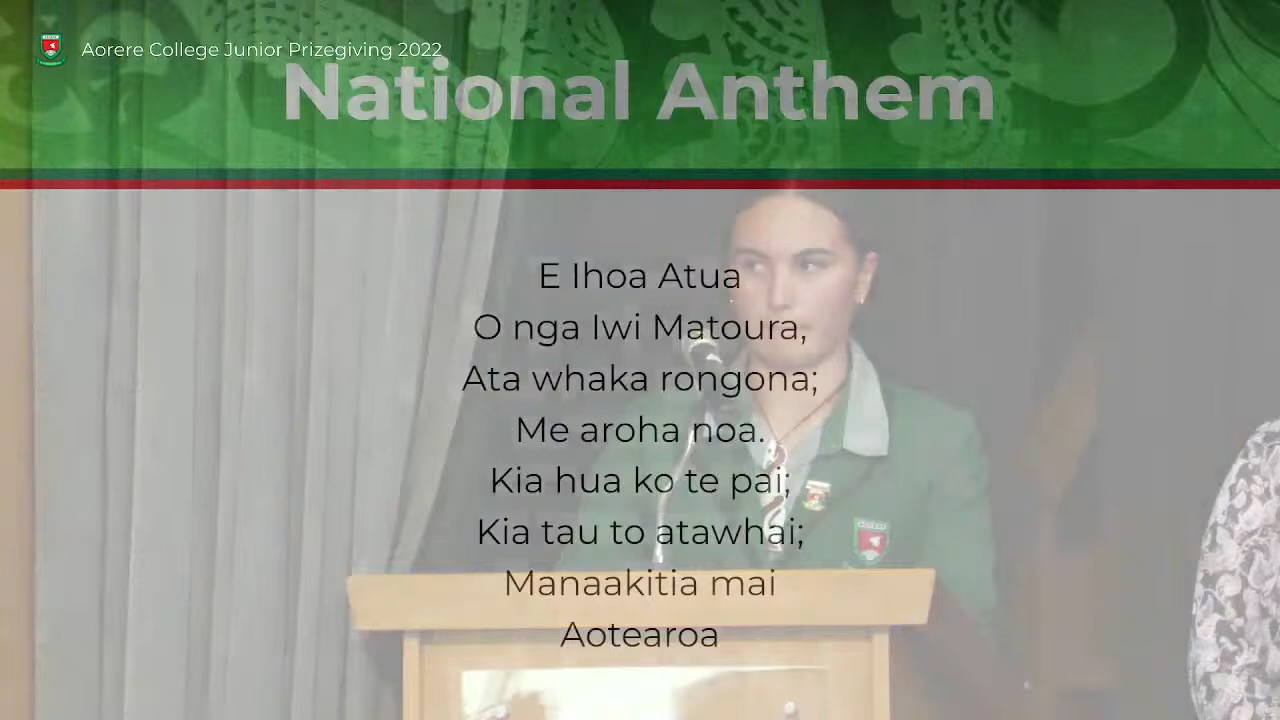 Aorere College Junior Prizegiving 2022
National Anthem
E Ihoa Atua
O nga Iwi Matoura,
Ata whaka rongona;
Me aroha noa.
Kia hua ko te pai;
Kia tau to atawhai;
Manaakitia mai
Aotearoa